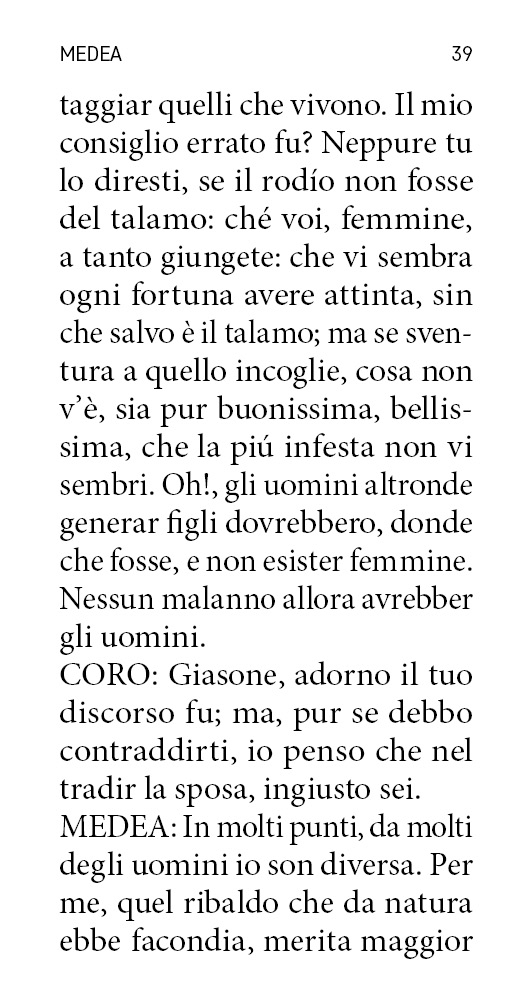 MEDEA 39
taggiar quelli che vivono. Il mio
consiglio errato fu? Neppure tu
lo diresti, se il rodío non fosse
del talamo: ché voi, femmine,
a tanto giungete: che vi sembra
ogni fortuna avere attinta, sin
che salvo è il talamo; ma se sven-
tura a quello incoglie, cosa non
v’è, sia pur buonissima, bellis-
sima, che la piú infesta non vi
sembri. Oh!, gli uomini altronde
generar figli dovrebbero, donde
che fosse, e non esister femmine.
Nessun malanno allora avrebber
gli uomini.
CORO: Giasone, adorno il tuo
discorso fu; ma, pur se debbo
contraddirti, io penso che nel
tradir la sposa, ingiusto sei.
MEDEA: In molti punti, da molti
degli uomini io son diversa. Per
me, quel ribaldo che da natura
ebbe facondia, merita maggior